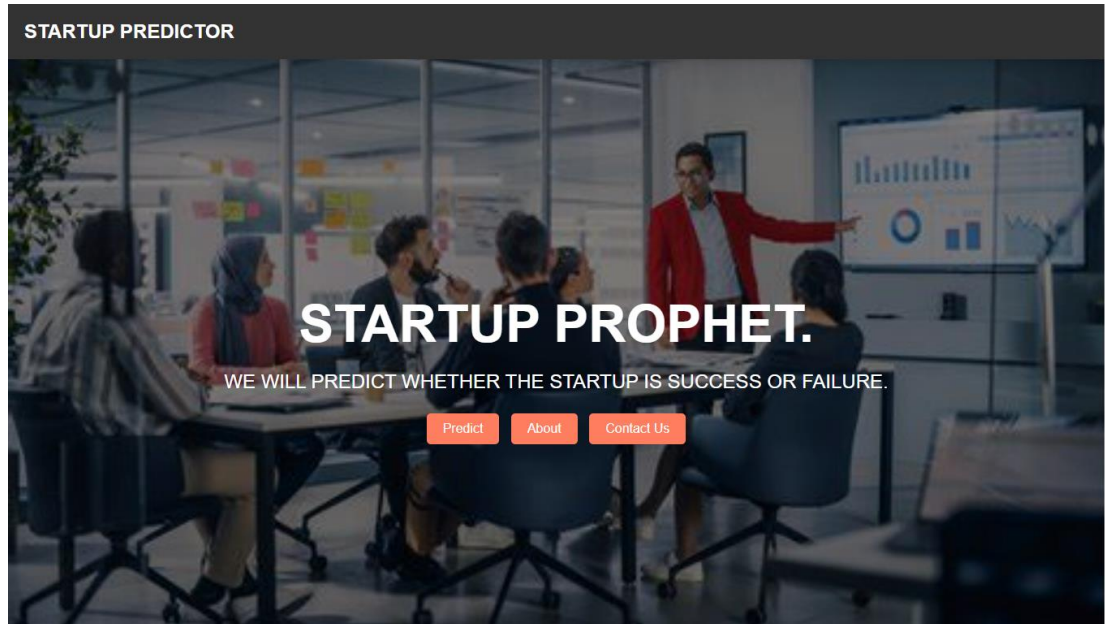 STARTUP PREDICTOR
STARTUP PROPHET.
WE WILL PREDICT WHETHER THE STARTUP IS SUCCESS OR FAILURE.
Predict About Contact Us